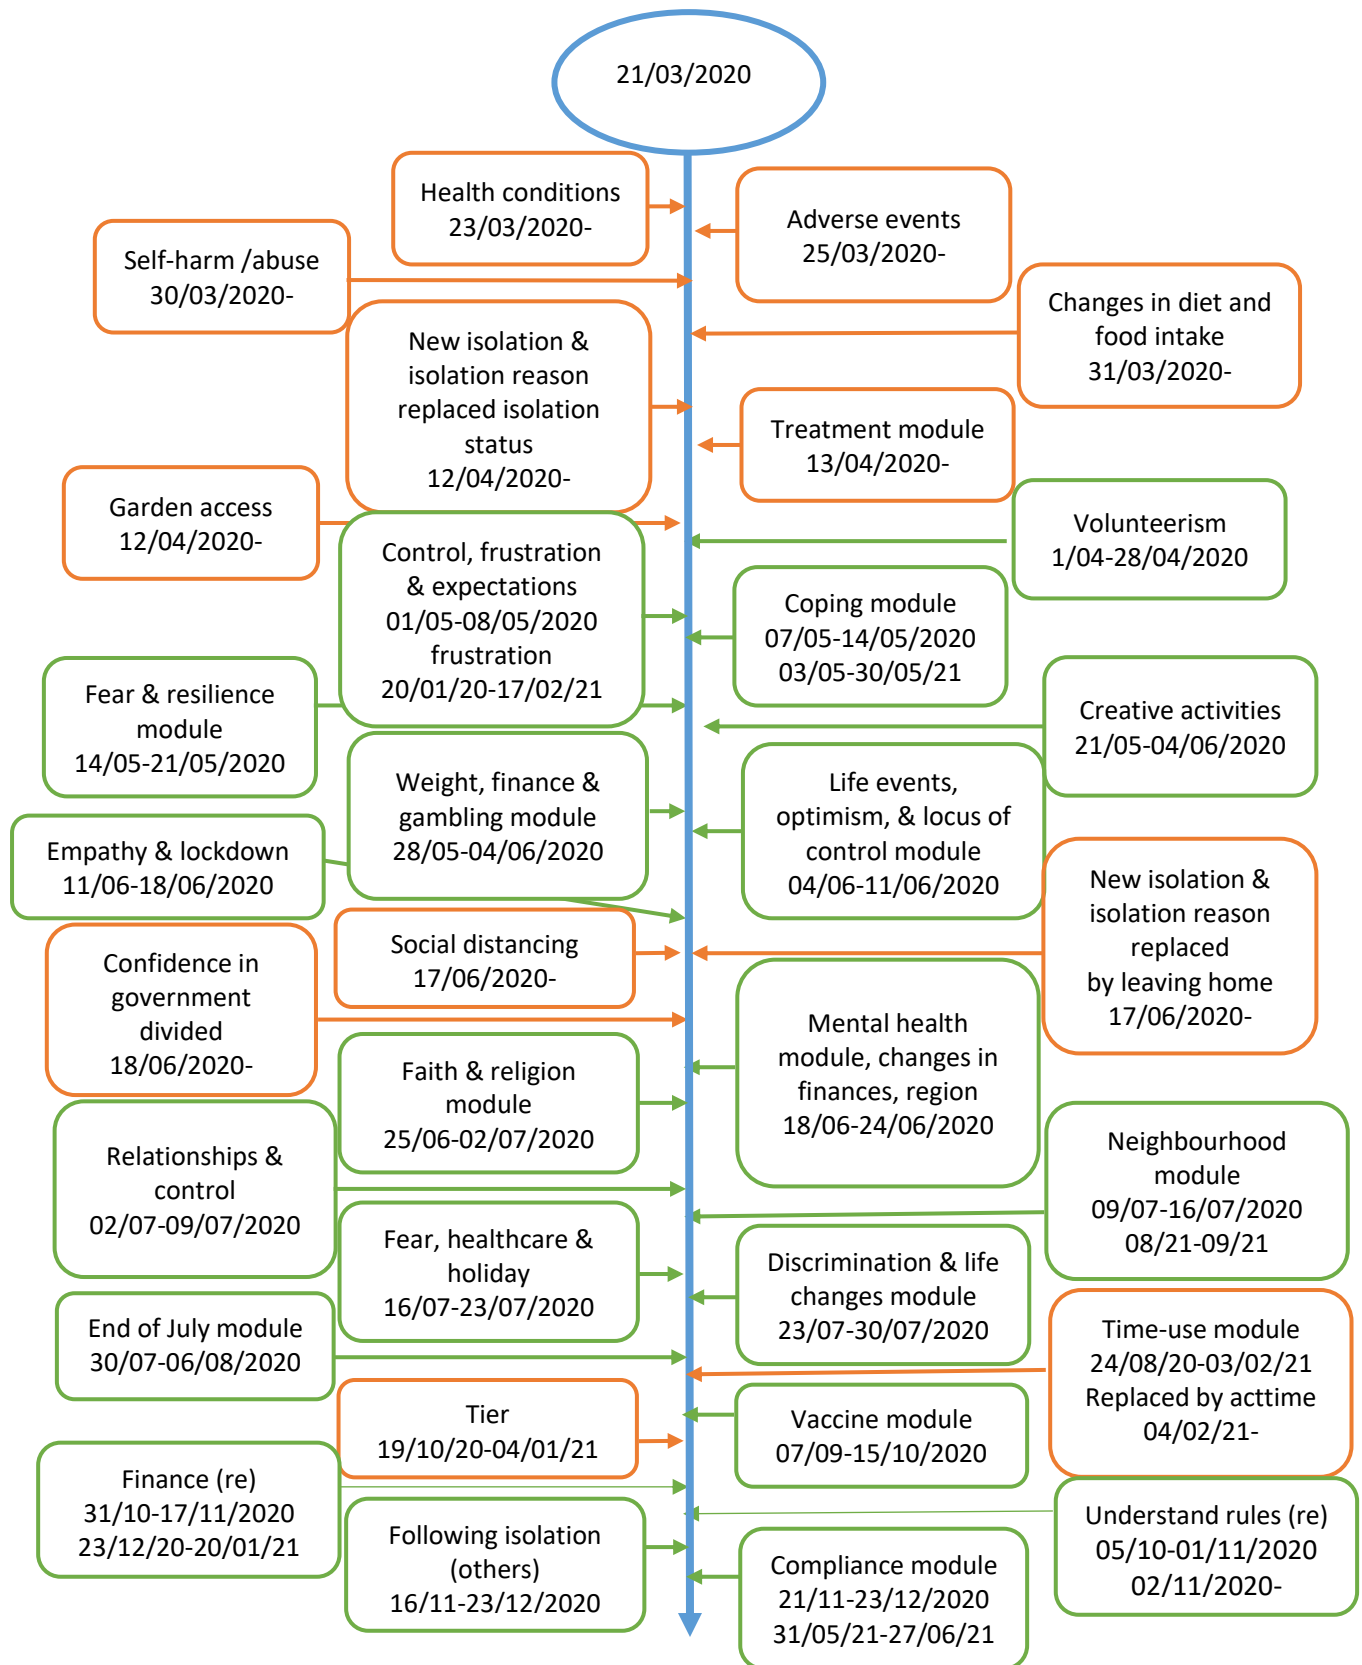 21/03/2020
Health conditions
23/03/2020-
Adverse events
25/03/2020-
Self-harm /abuse
30/03/2020-
Changes in diet and
food intake
31/03/2020-
New isolation &
isolation reason
replaced isolation
status
12/04/2020-
Treatment module
13/04/2020-
Garden access
12/04/2020-
Volunteerism
1/04-28/04/2020
Control, frustration
& expectations
01/05-08/05/2020
frustration
20/01/20-17/02/21
Coping module
07/05-14/05/2020
03/05-30/05/21
Fear & resilience
module
14/05-21/05/2020
Creative activities
21/05-04/06/2020
Weight, finance &
gambling module
28/05-04/06/2020
Life events,
optimism, & locus of
control module
04/06-11/06/2020
Empathy & lockdown
11/06-18/06/2020
New isolation &
isolation reason
replaced
by leaving home
17/06/2020-
Social distancing
17/06/2020-
Confidence in
government
divided
18/06/2020-
Mental health
module, changes in
finances, region
18/06-24/06/2020
Faith & religion
module
25/06-02/07/2020
Relationships &
control
02/07-09/07/2020
Neighbourhood
module
09/07-16/07/2020
08/21-09/21
Fear, healthcare &
holiday
16/07-23/07/2020
Discrimination & life
changes module
23/07-30/07/2020
End of July module
30/07-06/08/2020
Time-use module
24/08/20-03/02/21
Replaced by acttime
04/02/21-
Tier
19/10/20-04/01/21
Vaccine module
07/09-15/10/2020
Finance (re)
31/10-17/11/2020
23/12/20-20/01/21
Understand rules (re)
05/10-01/11/2020
02/11/2020-
Following isolation
(others)
16/11-23/12/2020
Compliance module
21/11-23/12/2020
31/05/21-27/06/21